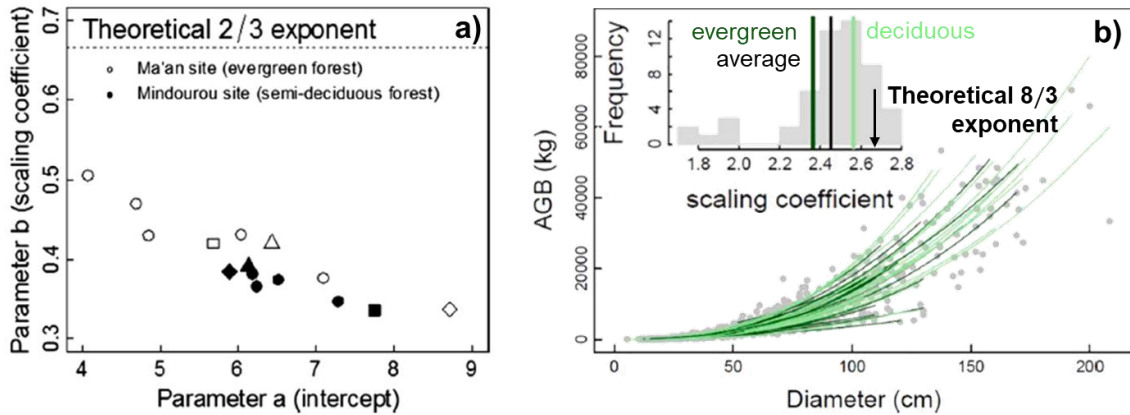 Theoretical 2/3 exponent
a)
Ma'an site (evergreen forest)
Mindourou site (semi-deciduous forest)
Parameter b (scaling coefficient)
0.7
0.6
0.5
0.4
0.3
4 5 6 7 8 9
Parameter a (intercept)
b)
evergreen
deciduous
average
Theoretical 8/3
exponent
Frequency
12
8
4
0
1.8 2.0 2.2 2.4 2.6 2.8
scaling coefficient
AGB (kg)
80000
60000
40000
20000
0
0 50 100 150 200
Diameter (cm)